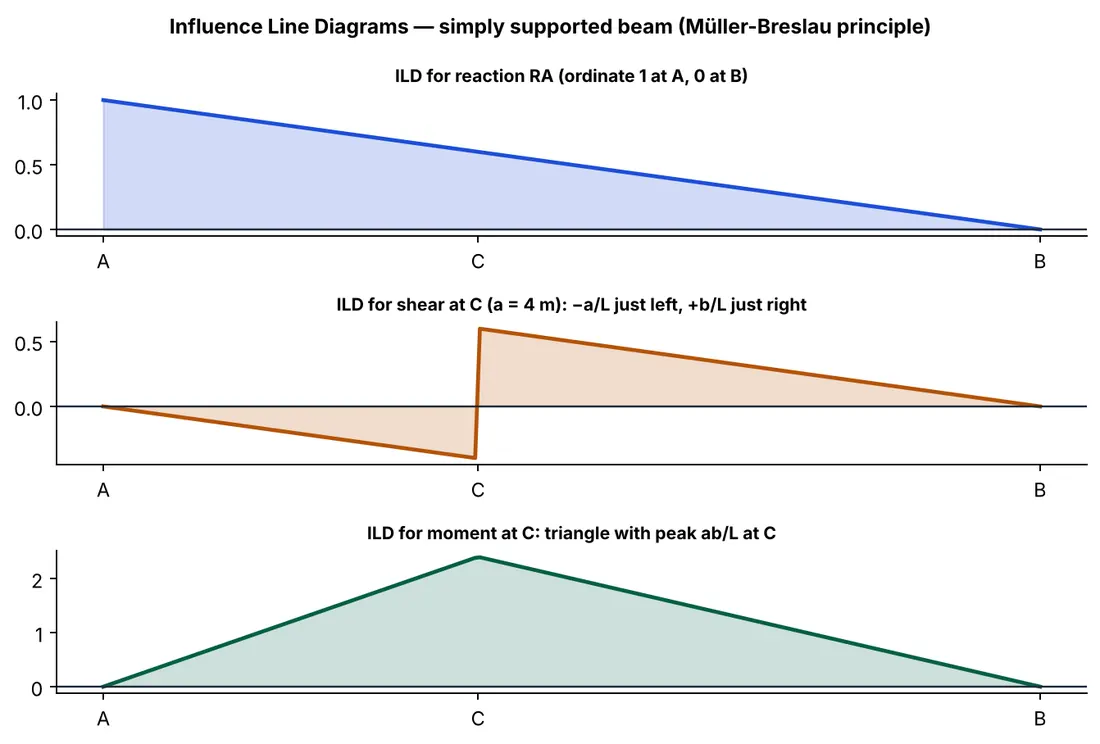 Influence Line Diagrams — simply supported beam (Müller-Breslau principle)
ILD for reaction RA (ordinate 1 at A, 0 at B)
1.0
0.5
0.0
A C B
ILD for shear at C (a = 4 m): −a/L just left, +b/L just right
0.5
0.0
A C B
ILD for moment at C: triangle with peak ab/L at C
2
1
0
A C B